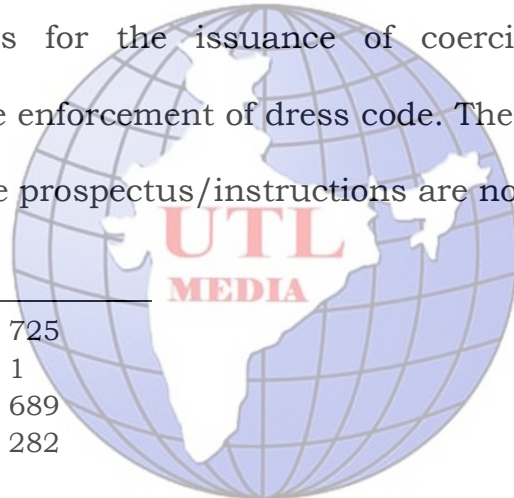 s for the issuance of coerci
e enforcement of dress code. The
e prospectus/instructions are no
UTL
MEDIA
725
1
689
282